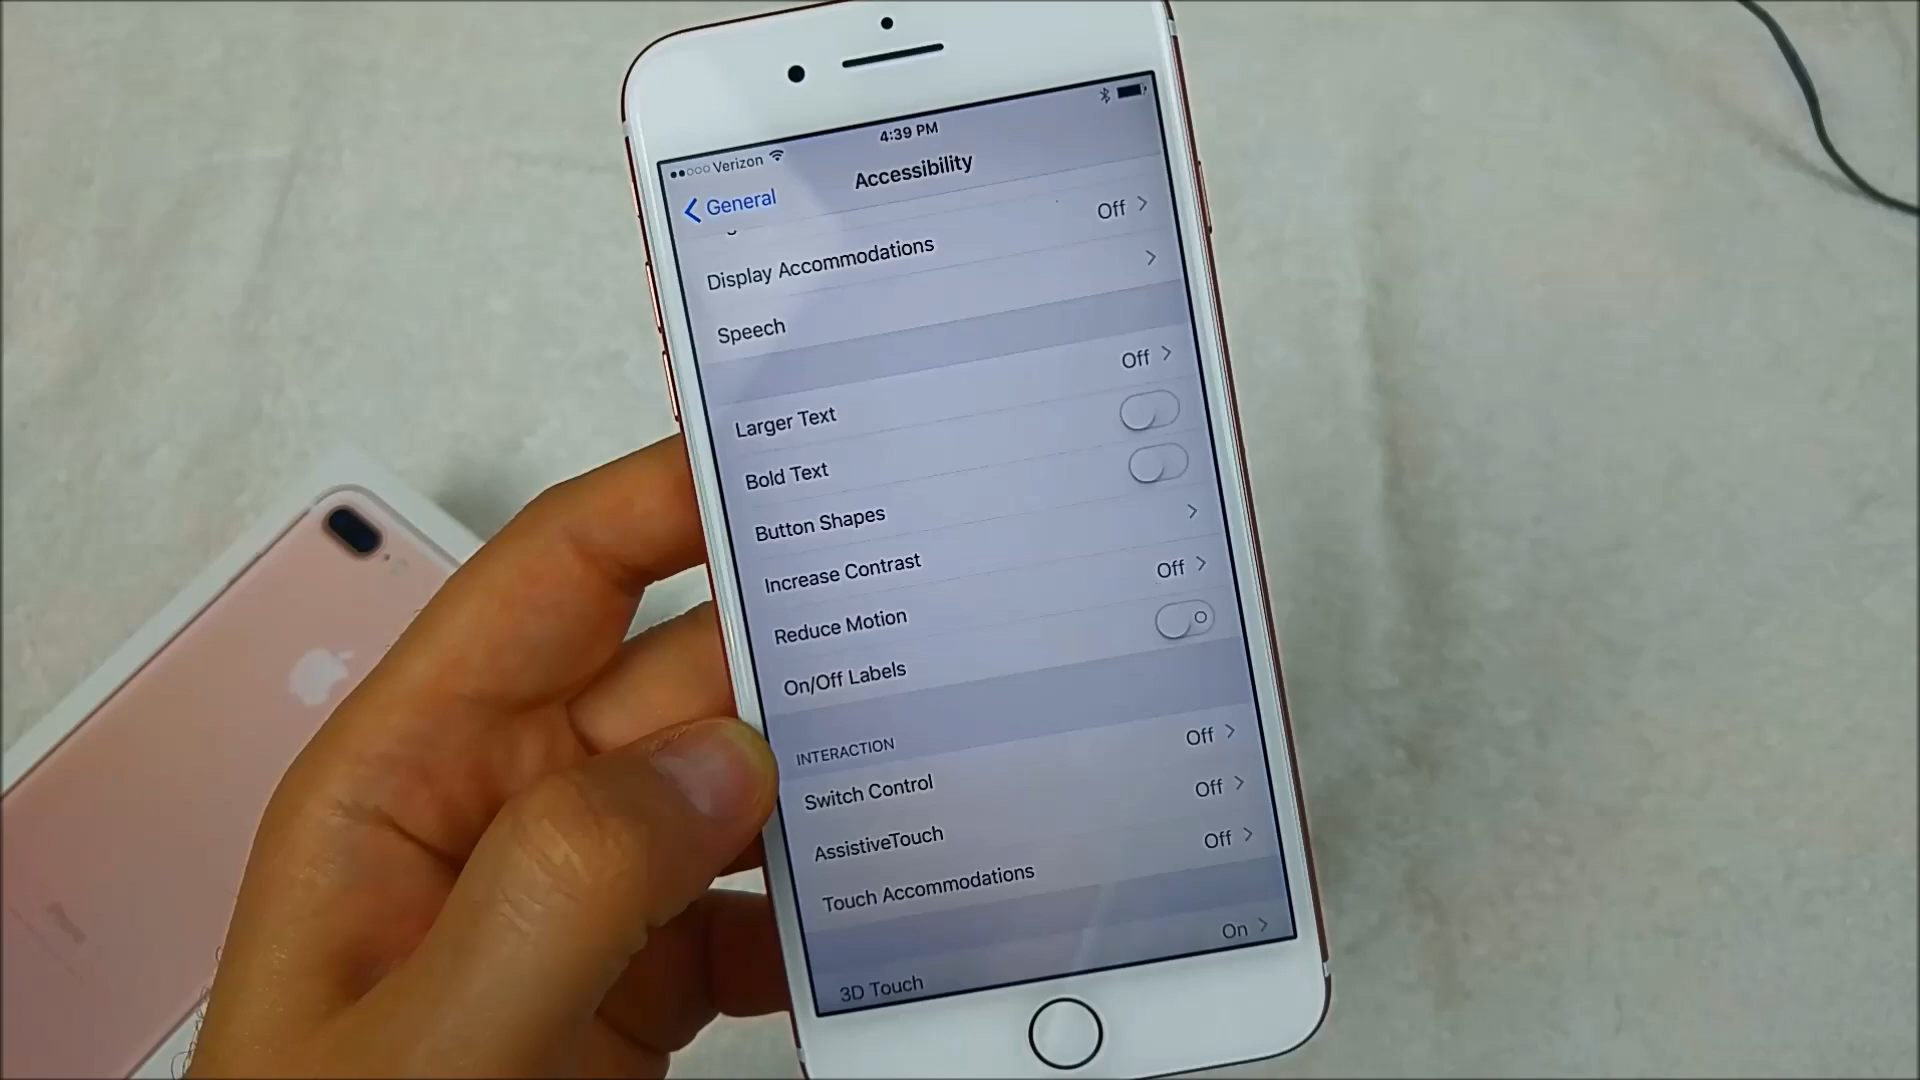 ●●○○○ Verizon 4:39 PM
< General Accessibility
Off >
Display Accommodations >
Speech
Larger Text Off >
Bold Text
Button Shapes
Increase Contrast >
Reduce Motion Off >
On/Off Labels
INTERACTION
Switch Control Off >
AssistiveTouch Off >
Touch Accommodations Off >
3D Touch On >